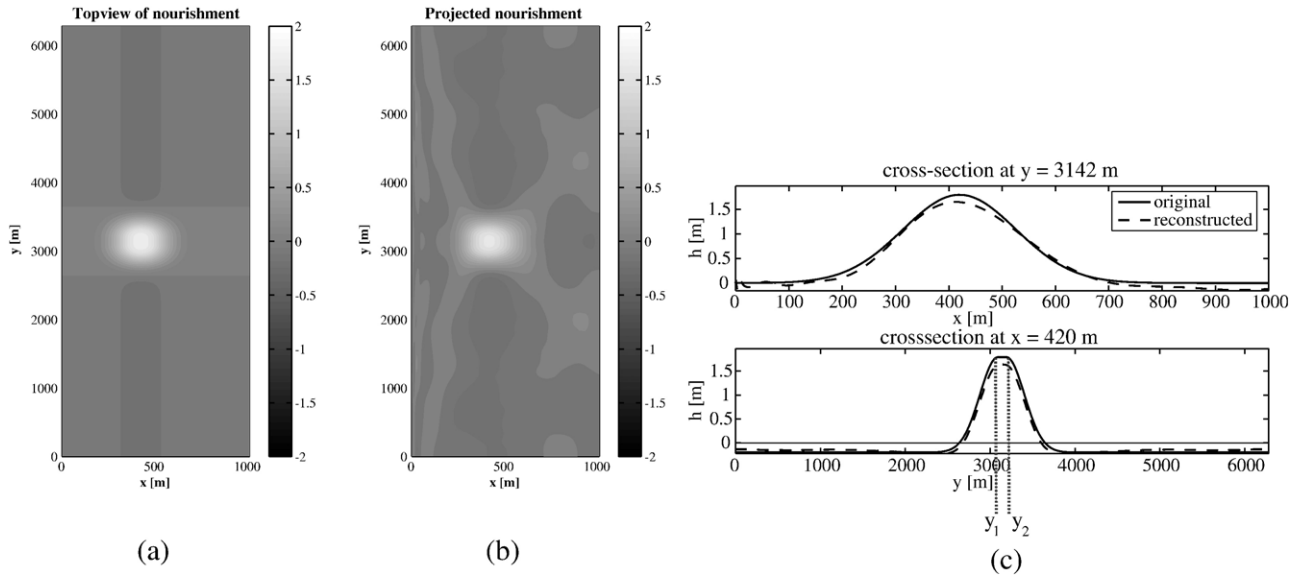 Topview of nourishment
6000
5000
4000
3000
2000
1000
0
y [m]
0 500 1000
x [m]
2
1.5
1
0.5
0
-0.5
-1
-1.5
-2
(a)
Projected nourishment
6000
5000
4000
3000
2000
1000
0
y [m]
0 500 1000
x [m]
2
1.5
1
0.5
0
-0.5
-1
-1.5
-2
(b)
cross-section at y = 3142 m
original
reconstructed
1.5
1
0.5
0
h [m]
0 100 200 300 400 500 600 700 800 900 1000
x [m]
crosssection at x = 420 m
1.5
1
0.5
0
h [m]
0 1000 2000 3000 4000 5000 6000
y [m]
y1 y2
(c)